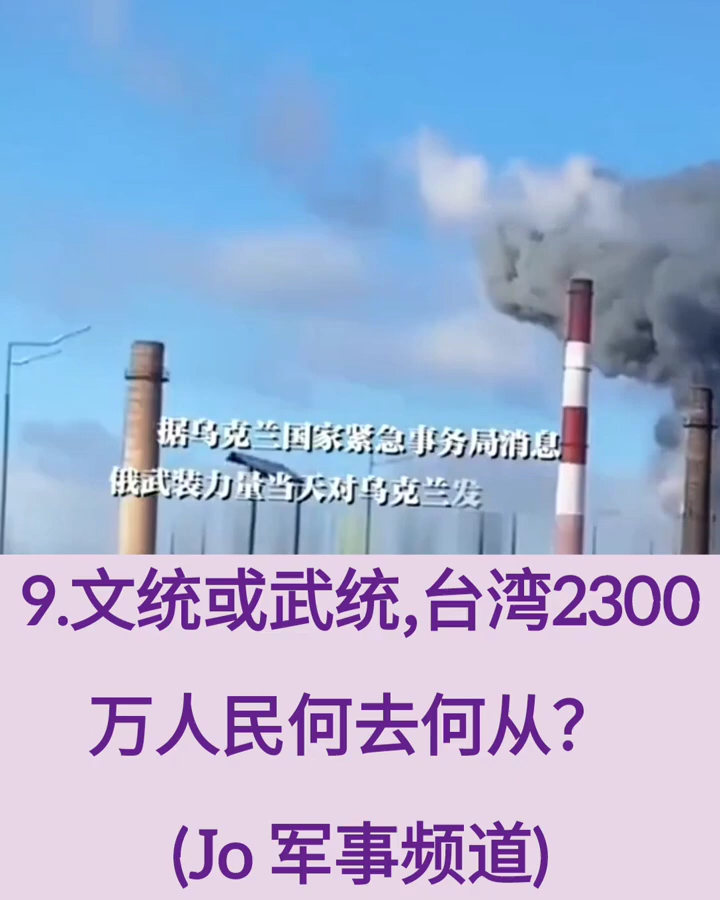 据乌克兰国家紧急事务局消息
俄武装力量当天对乌克兰发
9.文统或武统,台湾2300
万人民何去何从?
(Jo 军事频道)